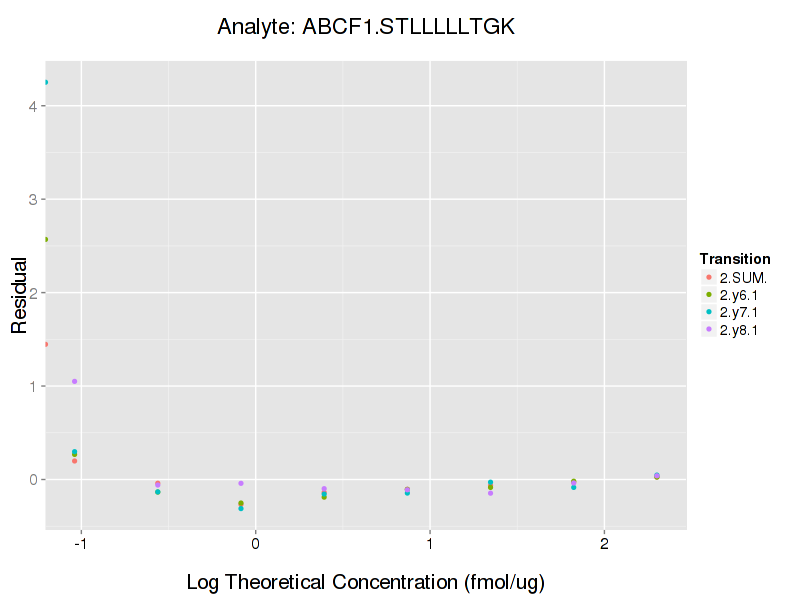 Analyte: ABCF1.STLLLLLTGK
4
3
2
1
0
Residual
-1
0
1
2
Log Theoretical Concentration (fmol/ug)
Transition
2.SUM.
2.y6.1
2.y7.1
2.y8.1